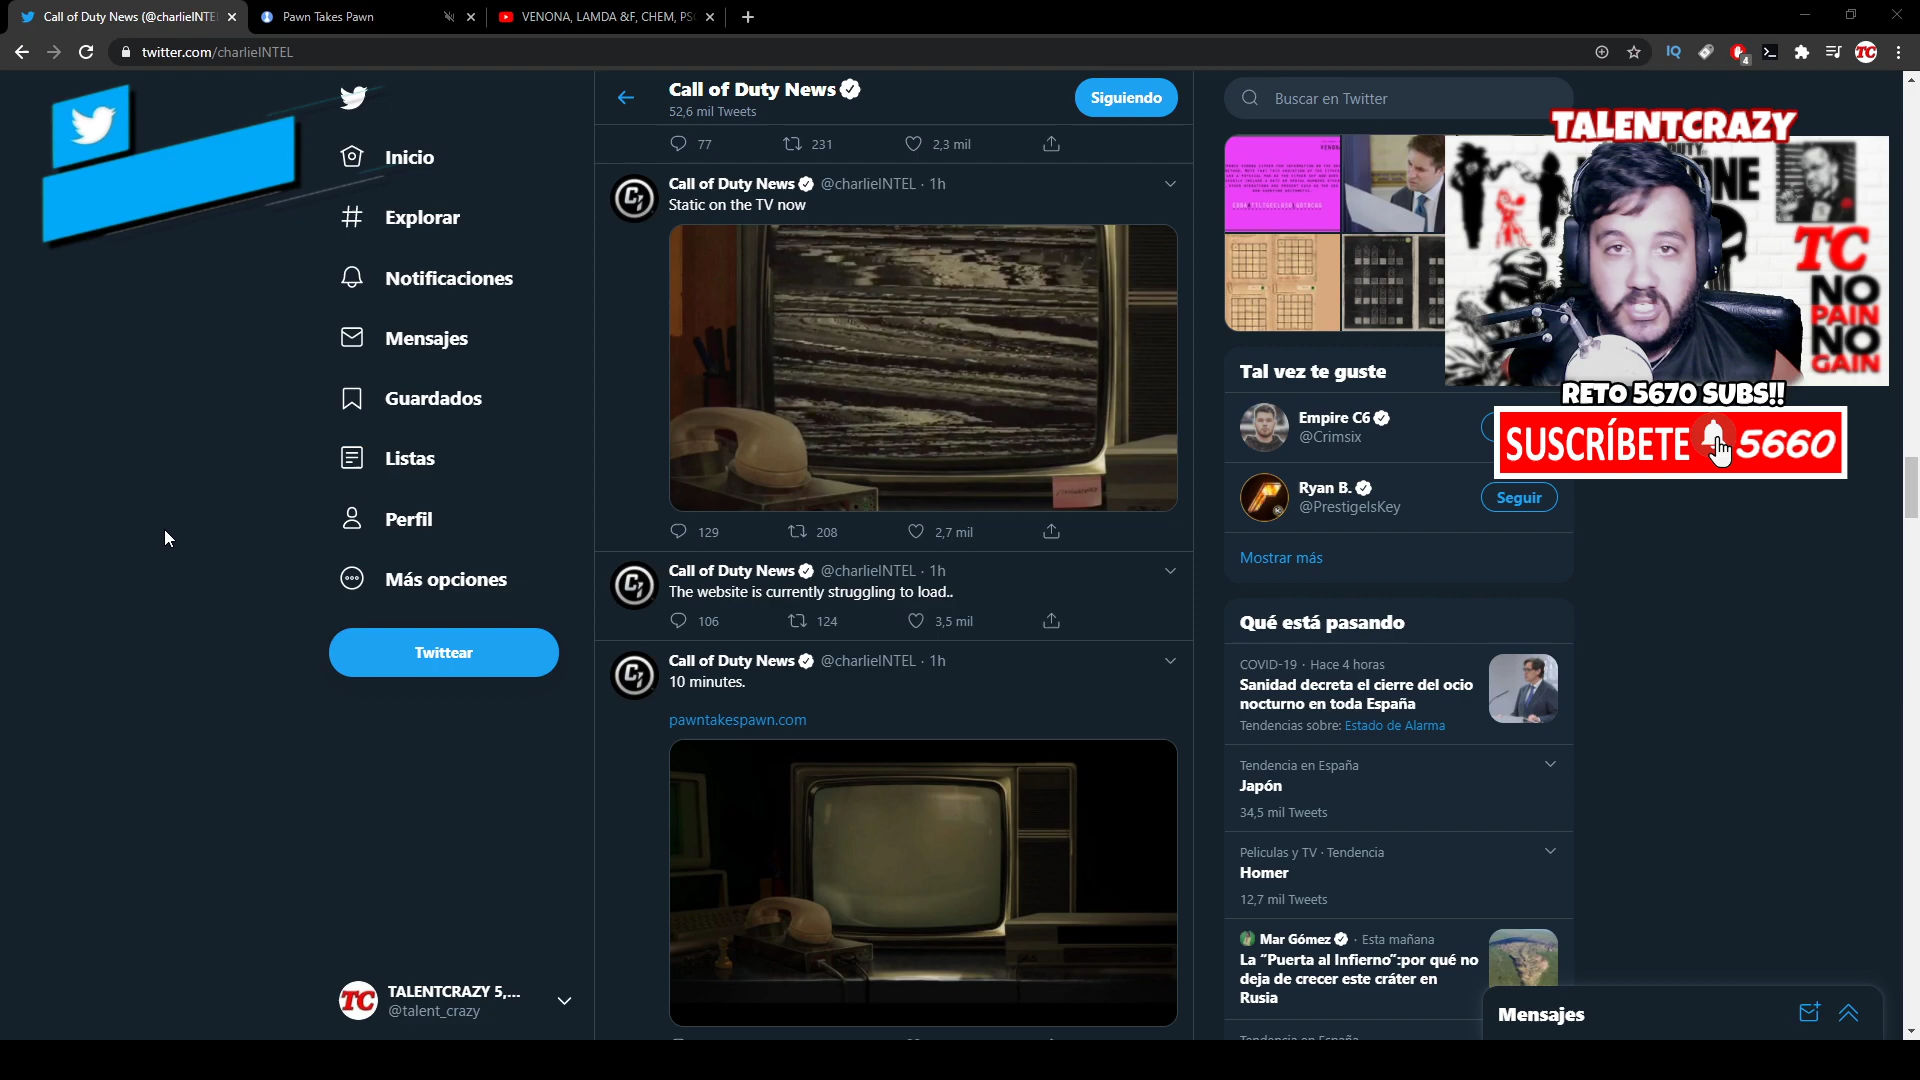 Call of Duty News (@charlieINTE
Pawn Takes Pawn
VENONA, LAMDA &F, CHEM, PS
twitter.com/charlieINTEL
4
TC
Inicio
Explorar
Notificaciones
Mensajes
Guardados
Listas
Perfil
Más opciones
Twittear
TC
TALENTCRAZY 5,...
@talent_crazy
Call of Duty News
52,6 mil Tweets
Siguiendo
77 231 2,3 mil
Call of Duty News @charlieINTEL · 1h
Static on the TV now
129 208 2,7 mil
Call of Duty News @charlieINTEL · 1h
The website is currently struggling to load..
106 124 3,5 mil
Call of Duty News @charlieINTEL · 1h
10 minutes.
pawntakespawn.com
Buscar en Twitter
TALENTCRAZY
TC
NO
PAIN
NO
GAIN
RETO 5670 SUBS!!
SUSCRÍBETE 5660
Tal vez te guste
Empire C6
@Crimsix
Ryan B.
@PrestigeIsKey
Seguir
Mostrar más
Qué está pasando
COVID-19 · Hace 4 horas
Sanidad decreta el cierre del ocio
nocturno en toda España
Tendencias sobre: Estado de Alarma
Tendencia en España
Japón
34,5 mil Tweets
Películas y TV · Tendencia
Homer
12,7 mil Tweets
Mar Gómez · Esta mañana
La "Puerta al Infierno":por qué no
deja de crecer este cráter en
Rusia
Mensajes